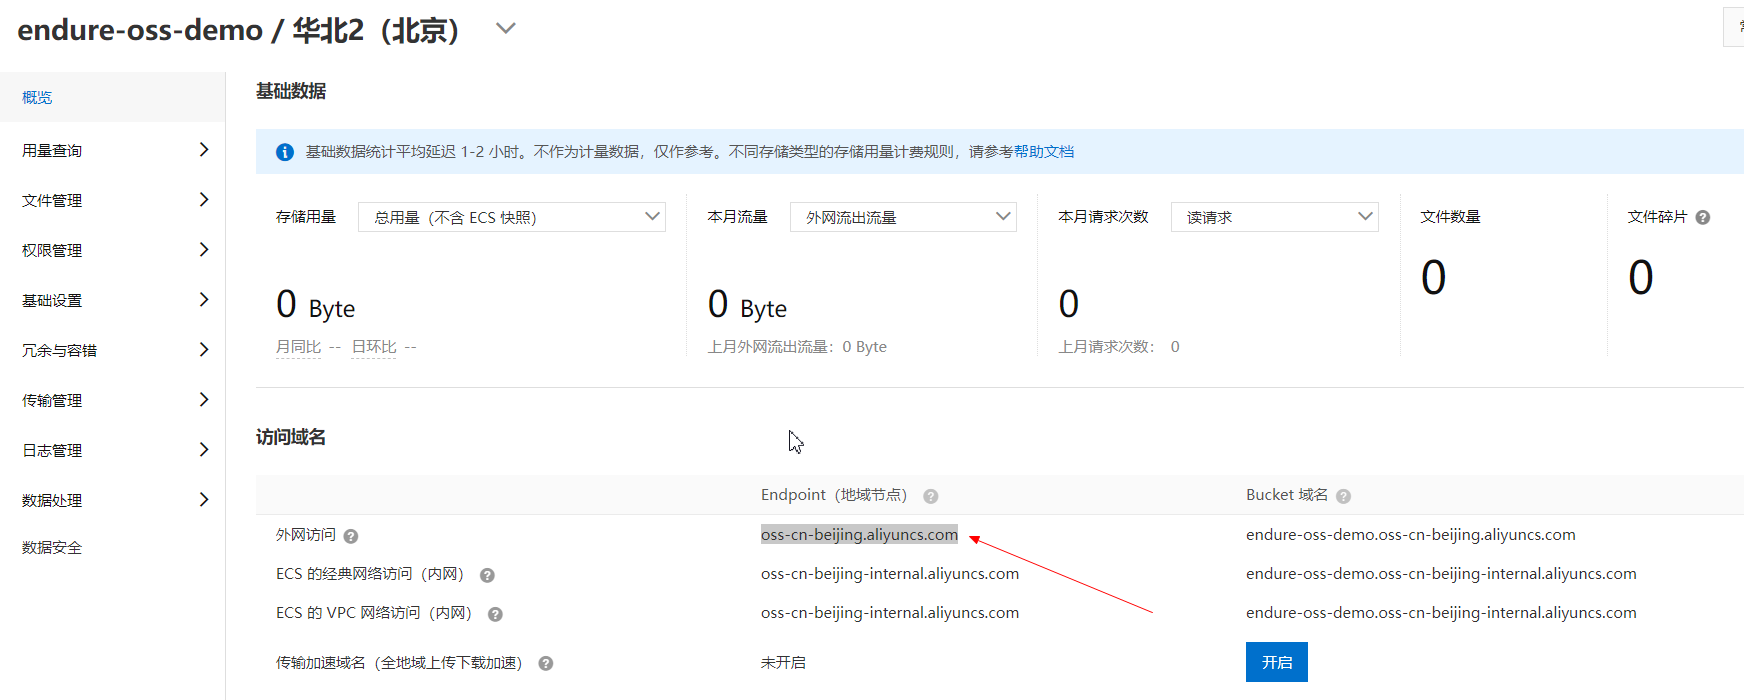 endure-oss-demo / 华北2（北京）
概览
用量查询
文件管理
权限管理
基础设置
冗余与容错
传输管理
日志管理
数据处理
数据安全
基础数据
基础数据统计平均延迟 1-2 小时。不作为计量数据，仅作参考。不同存储类型的存储用量计费规则，请参考帮助文档
存储用量 总用量（不含 ECS 快照） 本月流量 外网流出流量 本月请求次数 读请求 文件数量 文件碎片
0 Byte 0 Byte 0 0 0
月同比 -- 日环比 -- 上月外网流出流量：0 Byte 上月请求次数： 0
访问域名
Endpoint（地域节点） Bucket 域名
外网访问 oss-cn-beijing.aliyuncs.com endure-oss-demo.oss-cn-beijing.aliyuncs.com
ECS 的经典网络访问（内网） oss-cn-beijing-internal.aliyuncs.com endure-oss-demo.oss-cn-beijing-internal.aliyuncs.com
ECS 的 VPC 网络访问（内网） oss-cn-beijing-internal.aliyuncs.com endure-oss-demo.oss-cn-beijing-internal.aliyuncs.com
传输加速域名（全地域上传下载加速） 未开启 开启